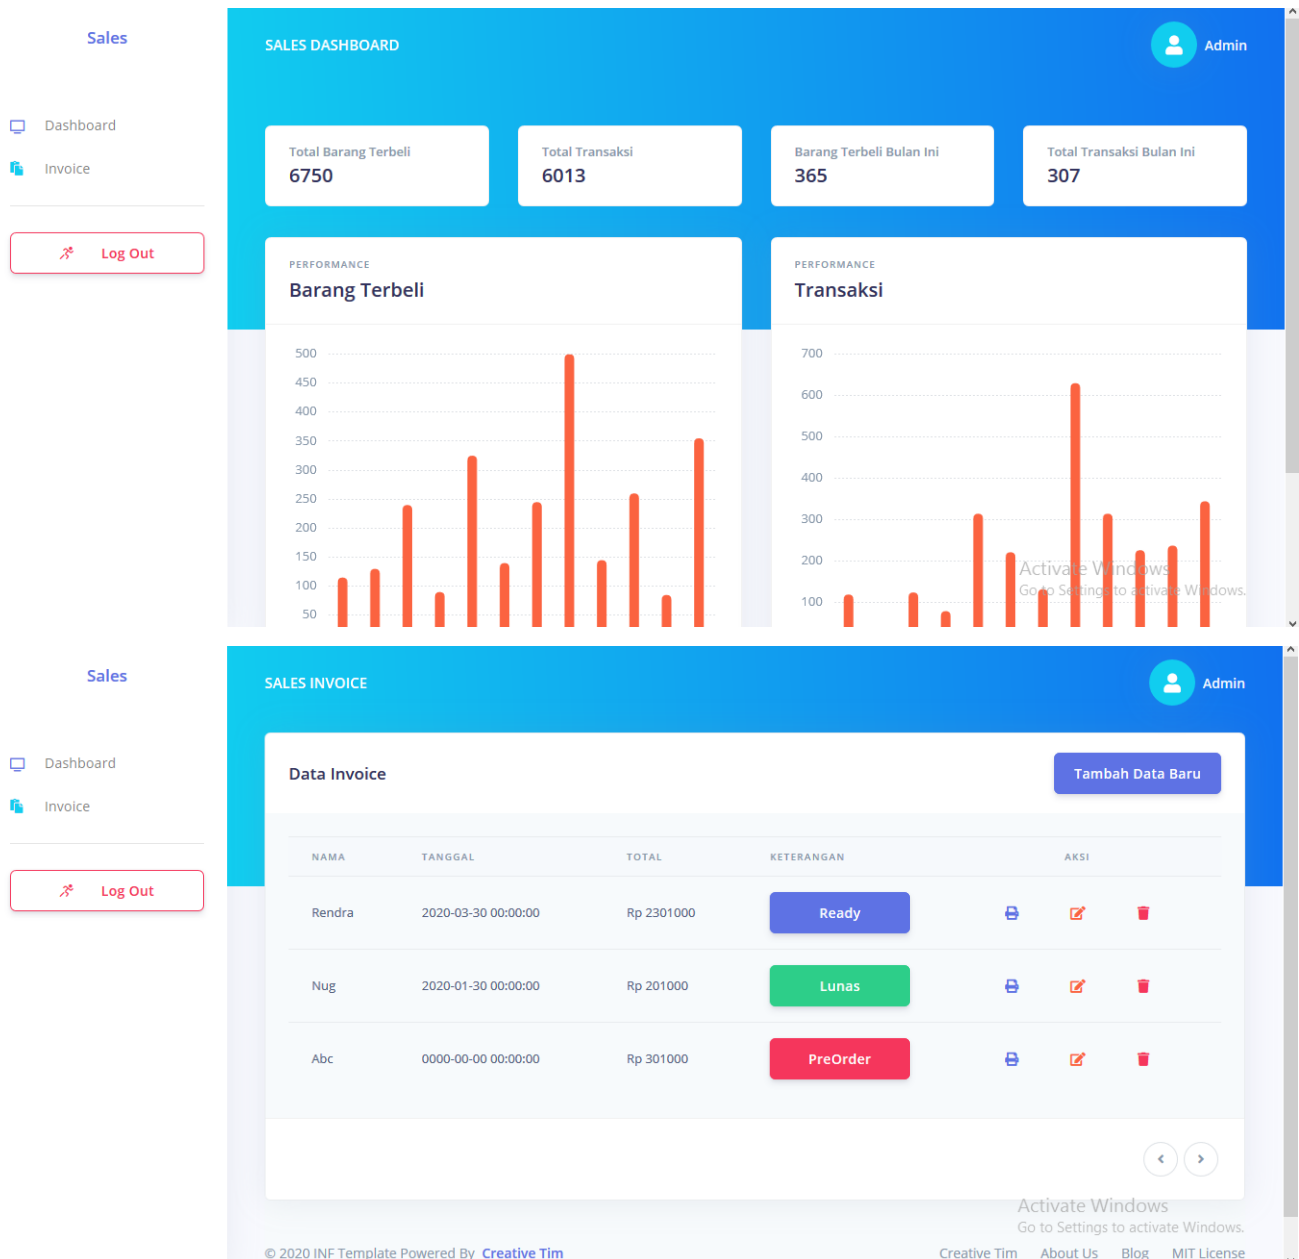 Sales
SALES DASHBOARD
Admin
Dashboard
Invoice
Log Out
Total Barang Terbeli
6750
Total Transaksi
6013
Barang Terbeli Bulan Ini
365
Total Transaksi Bulan Ini
307
PERFORMANCE
Barang Terbeli
500
450
400
350
300
250
200
150
100
50
PERFORMANCE
Transaksi
700
600
500
400
300
200
100
Activate Windows
Go to Settings to activate Windows.
Sales
SALES INVOICE
Admin
Dashboard
Invoice
Log Out
Data Invoice
Tambah Data Baru
NAMA TANGGAL TOTAL KETERANGAN AKSI
Rendra 2020-03-30 00:00:00 Rp 2301000 Ready
Nug 2020-01-30 00:00:00 Rp 201000 Lunas
Abc 0000-00-00 00:00:00 Rp 301000 PreOrder
Activate Windows
Go to Settings to activate Windows.
© 2020 INF Template Powered By Creative Tim
Creative Tim About Us Blog MIT License